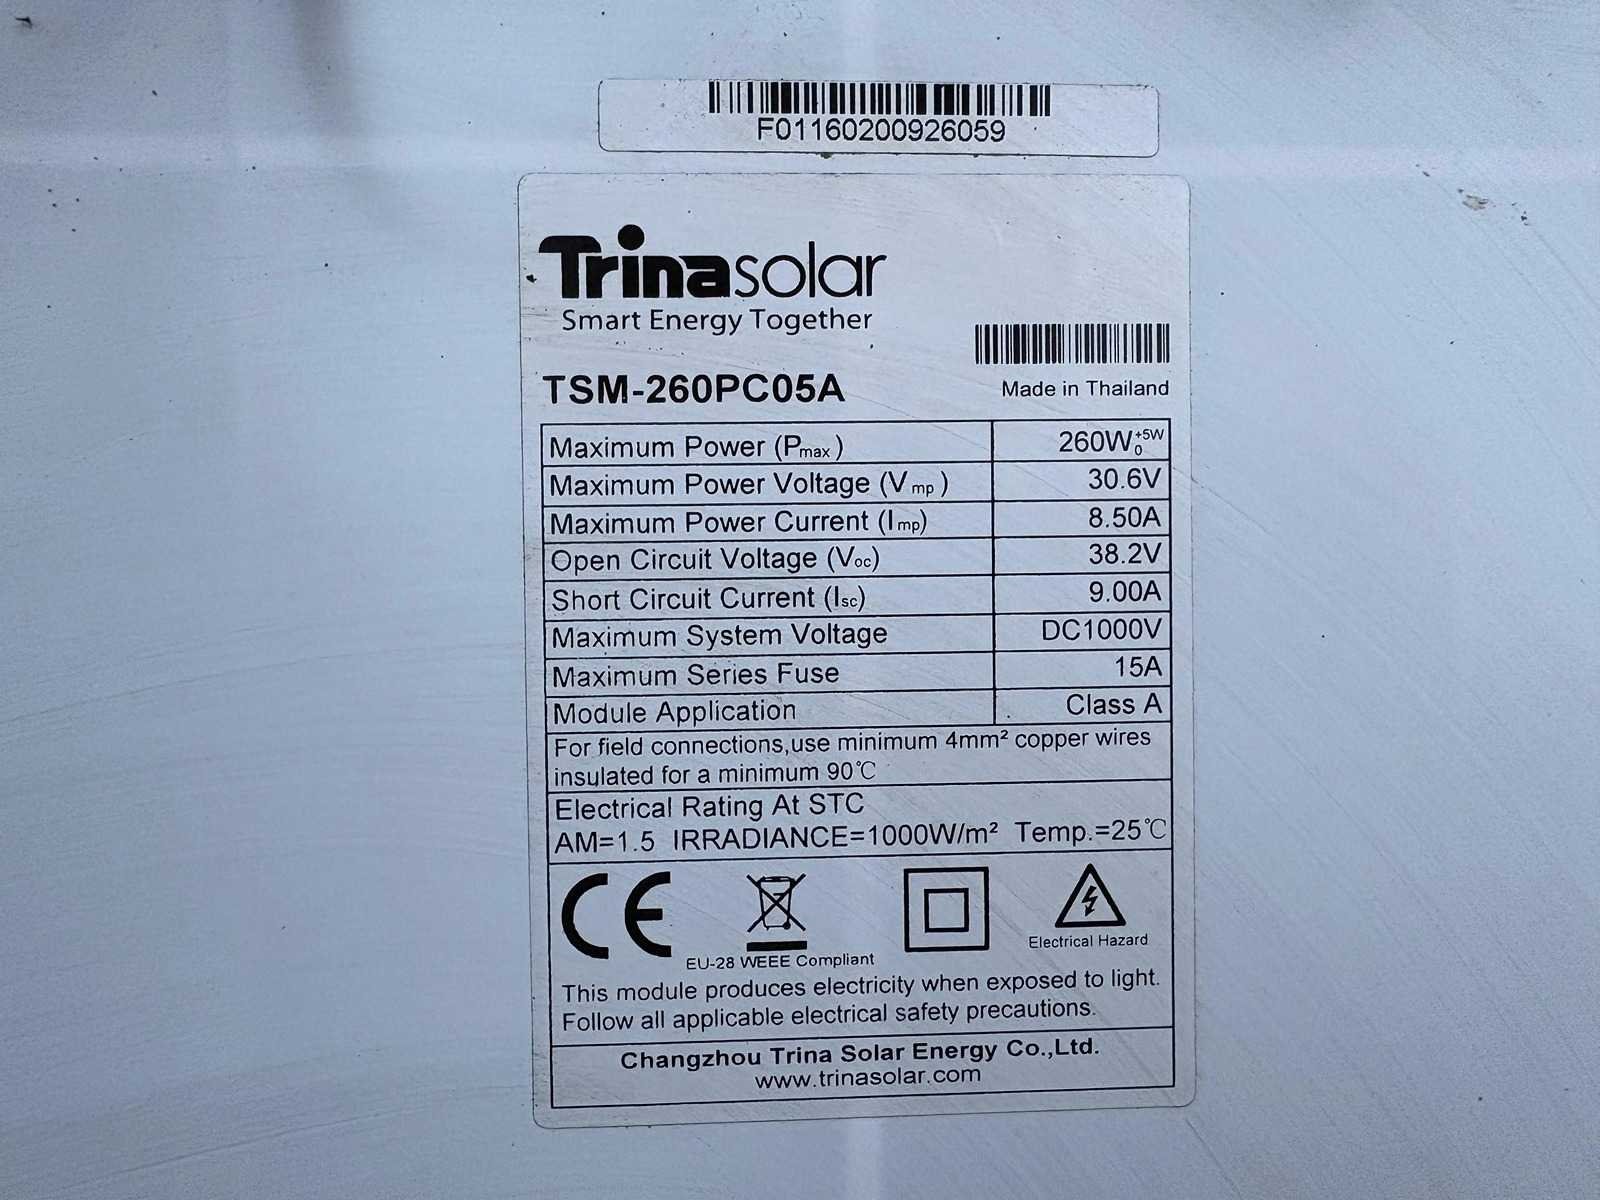 F01160200926059
Trinasolar
Smart Energy Together
TSM-260PC05A
Made in Thailand
Maximum Power (Pmax) 260W +5W 0
Maximum Power Voltage (Vmp) 30.6V
Maximum Power Current (Imp) 8.50A
Open Circuit Voltage (Voc) 38.2V
Short Circuit Current (Isc) 9.00A
Maximum System Voltage DC1000V
Maximum Series Fuse 15A
Module Application Class A
For field connections,use minimum 4mm² copper wires
insulated for a minimum 90℃
Electrical Rating At STC
AM=1.5 IRRADIANCE=1000W/m² Temp.=25℃
CE
EU-28 WEEE Compliant
Electrical Hazard
This module produces electricity when exposed to light.
Follow all applicable electrical safety precautions.
Changzhou Trina Solar Energy Co.,Ltd.
www.trinasolar.com